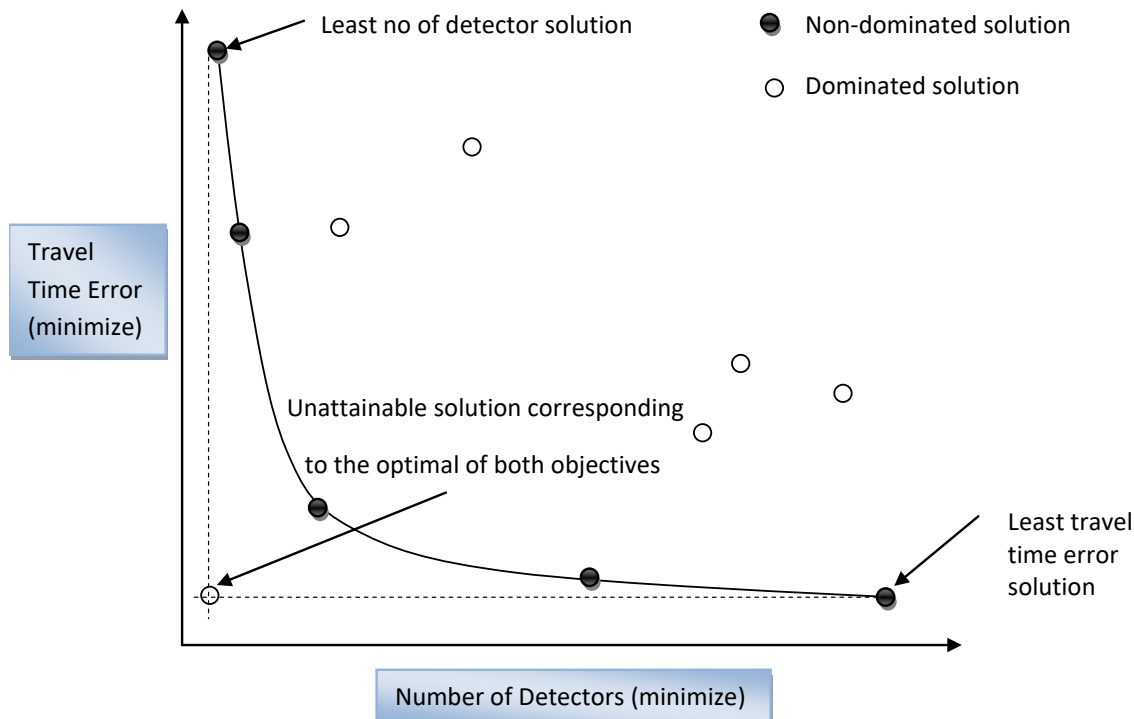 Least no of detector solution
Non-dominated solution
Dominated solution
Travel
Time Error
(minimize)
Unattainable solution corresponding
to the optimal of both objectives
Least travel
time error
solution
Number of Detectors (minimize)